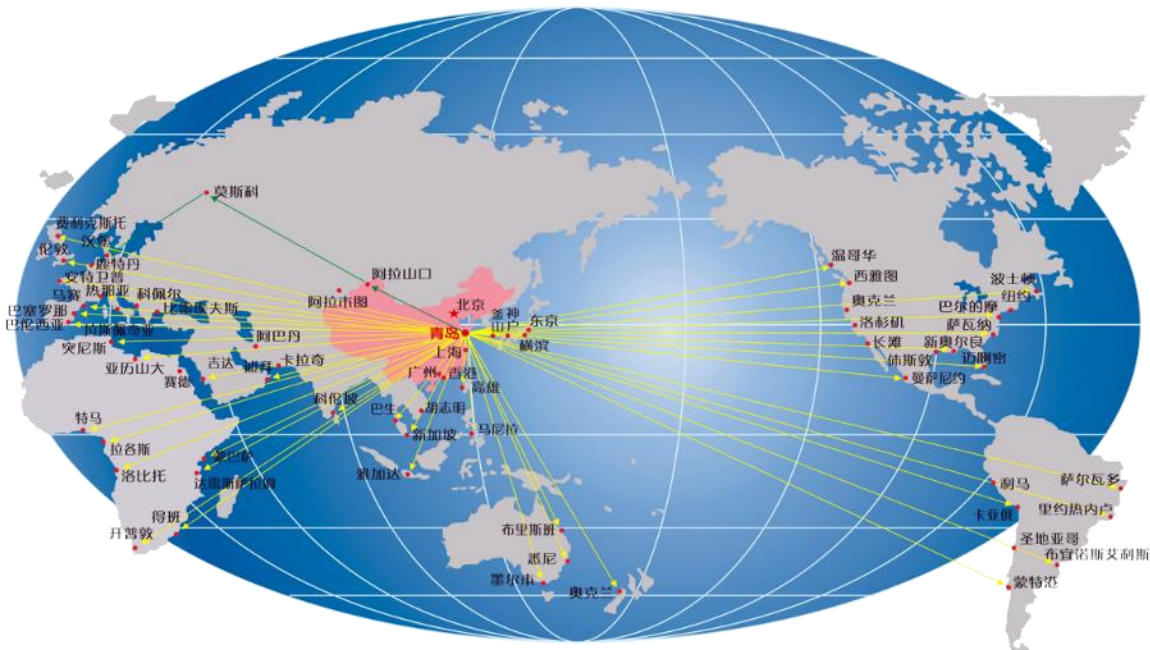 莫斯科
费利克斯托
汉堡
伦敦
鹿特丹
安特卫普
热那亚
马赛
科佩尔
比雷埃夫斯
巴塞罗那
巴伦西亚
拉斯佩奇亚
突尼斯
亚历山大
阿拉山口
阿拉木图
阿巴丹
吉达
赛德
卡拉奇
北京
青岛
釜
山
神
户
东京
横滨
上海
广州
香港
高雄
科伦坡
巴生
胡志明
新加坡
马尼拉
雅加达
特马
拉各斯
洛比托
蒙巴萨
达雷斯萨拉姆
得班
开普敦
布里斯班
悉尼
墨尔本
奥克兰
温哥华
西雅图
奥克兰
洛杉矶
长滩
波士顿
纽约
巴尔的摩
萨瓦纳
新奥尔良
休斯敦
迈阿密
曼萨尼约
利马
卡亚俄
萨尔瓦多
里约热内卢
圣地亚哥
布宜诺斯艾利斯
蒙特港